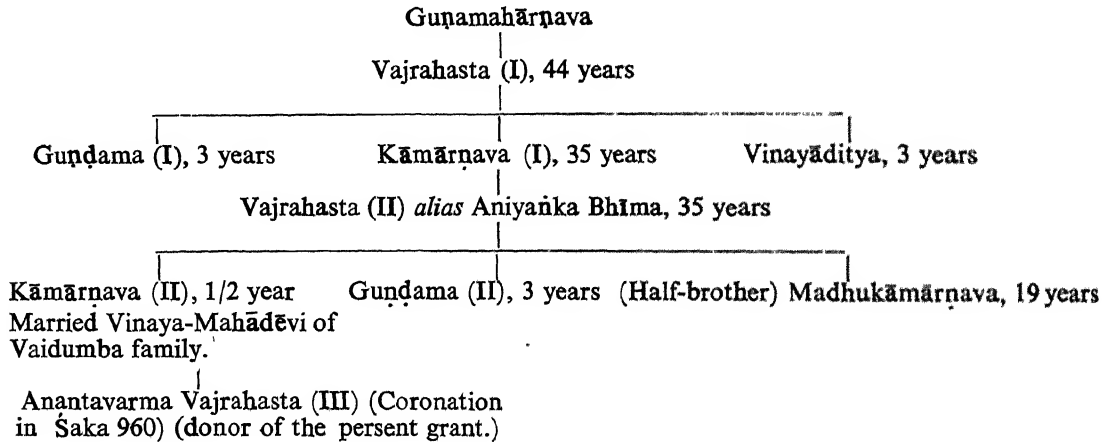 Guṇamahārṇava
Vajrahasta (I), 44 years
Guṇḍama (I), 3 years Kāmārṇava (I), 35 years Vinayāditya, 3 years
Vajrahasta (II) alias Aniyaṅka Bhīma, 35 years
Kāmārṇava (II), 1/2 year Guṇḍama (II), 3 years (Half-brother) Madhukāmārṇava, 19 years
Married Vinaya-Mahādēvi of
Vaidumba family.
Anaṇtavarma Vajrahasta (III) (Coronation
in Śaka 960) (donor of the persent grant.)